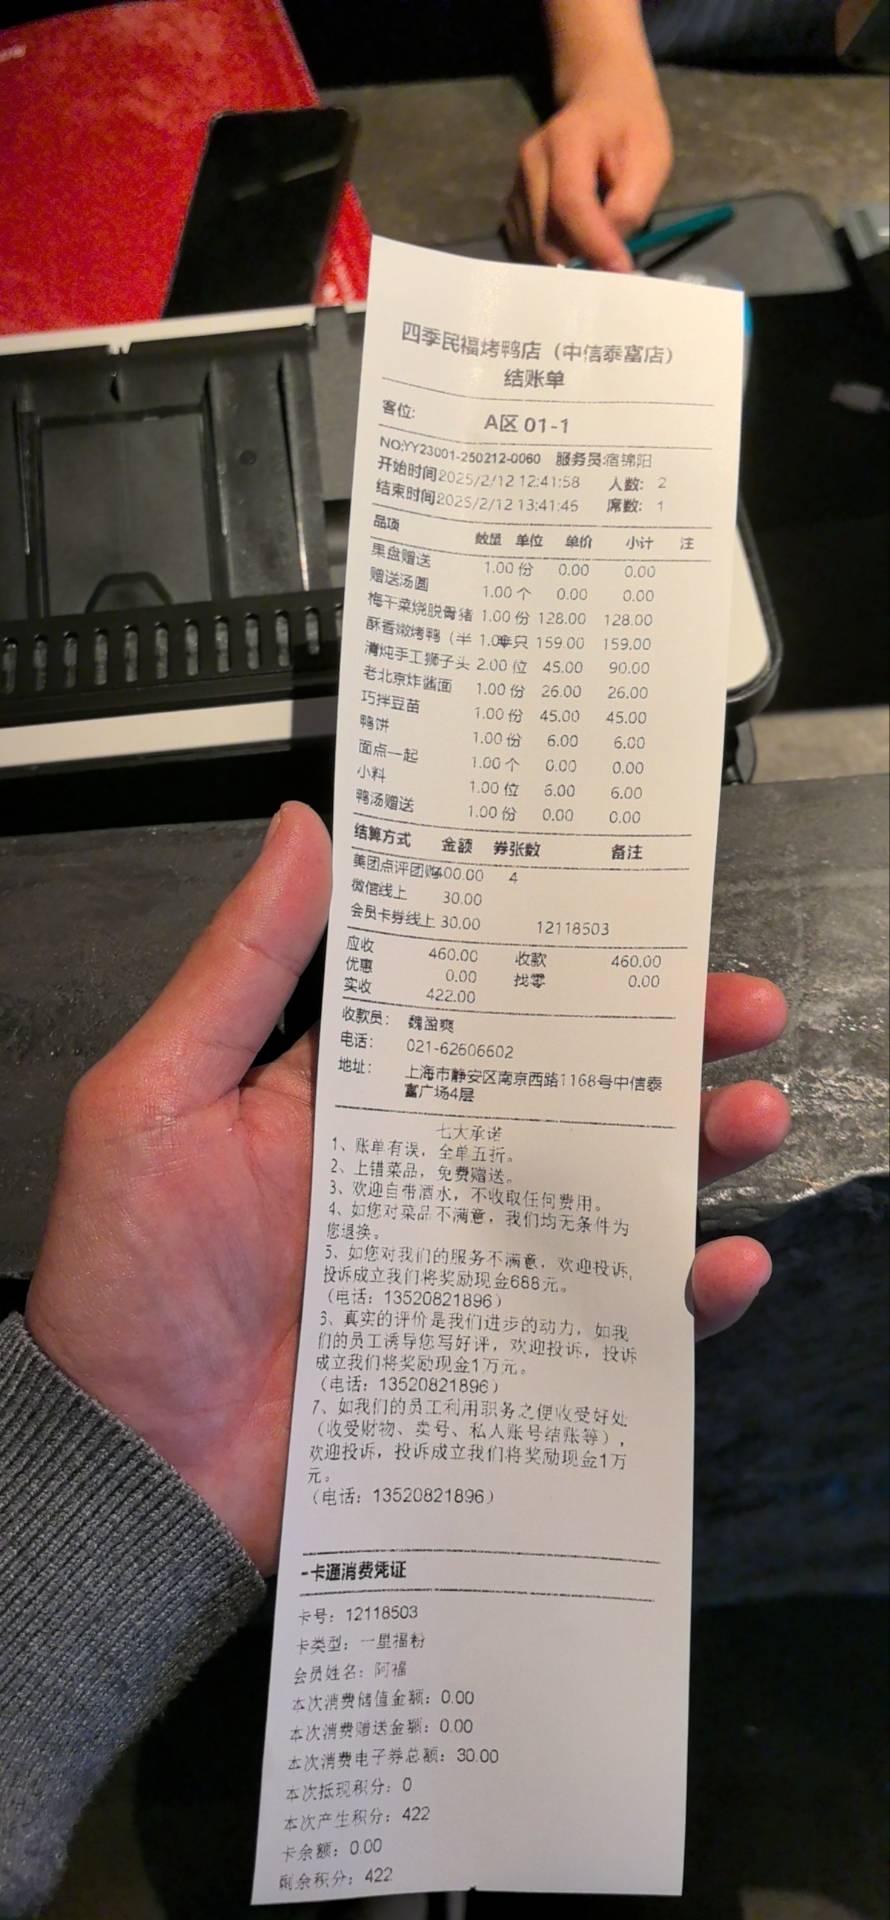 四季民福烤鸭店（中信泰富店）
结账单
客位: A区 01-1
NO:YY23001-250212-0060 服务员:宿锦阳
开始时间2025/2/12 12:41:58 人数: 2
结束时间2025/2/12 13:41:45 席数: 1
品项 数量 单位 单价 小计 注
果盘赠送 1.00 份 0.00 0.00
赠送汤圆 1.00 个 0.00 0.00
梅干菜烧脱骨猪 1.00 份 128.00 128.00
酥香嫩烤鸭（半 1.00半只 159.00 159.00
清炖手工狮子头 2.00 位 45.00 90.00
老北京炸酱面 1.00 份 26.00 26.00
巧拌豆苗 1.00 份 45.00 45.00
鸭饼 1.00 份 6.00 6.00
面点一起 1.00 个 0.00 0.00
小料 1.00 位 6.00 6.00
鸭汤赠送 1.00 份 0.00 0.00
结算方式 金额 券张数 备注
美团点评团购400.00 4
微信线上 30.00
会员卡券线上 30.00 12118503
应收 460.00 收款 460.00
优惠 0.00 找零 0.00
实收 422.00
收款员: 魏盈爽
电话: 021-62606602
地址: 上海市静安区南京西路1168号中信泰
富广场4层
七大承诺
1、账单有误，全单五折。
2、上错菜品，免费赠送。
3、欢迎自带酒水，不收取任何费用。
4、如您对菜品不满意，我们均无条件为
您退换。
5、如您对我们的服务不满意，欢迎投诉,
投诉成立我们将奖励现金688元。
（电话：13520821896）
6、真实的评价是我们进步的动力，如我
们的员工诱导您写好评，欢迎投诉，投诉
成立我们将奖励现金1万元。
（电话：13520821896）
7、如我们的员工利用职务之便收受好处
（收受财物、卖号、私人账号结账等），
欢迎投诉，投诉成立我们将奖励现金1万
元。
（电话：13520821896）
-卡通消费凭证
卡号：12118503
卡类型：一星福粉
会员姓名：阿福
本次消费储值金额：0.00
本次消费赠送金额：0.00
本次消费电子券总额：30.00
本次抵现积分：0
本次产生积分：422
卡余额：0.00
剩余积分：422